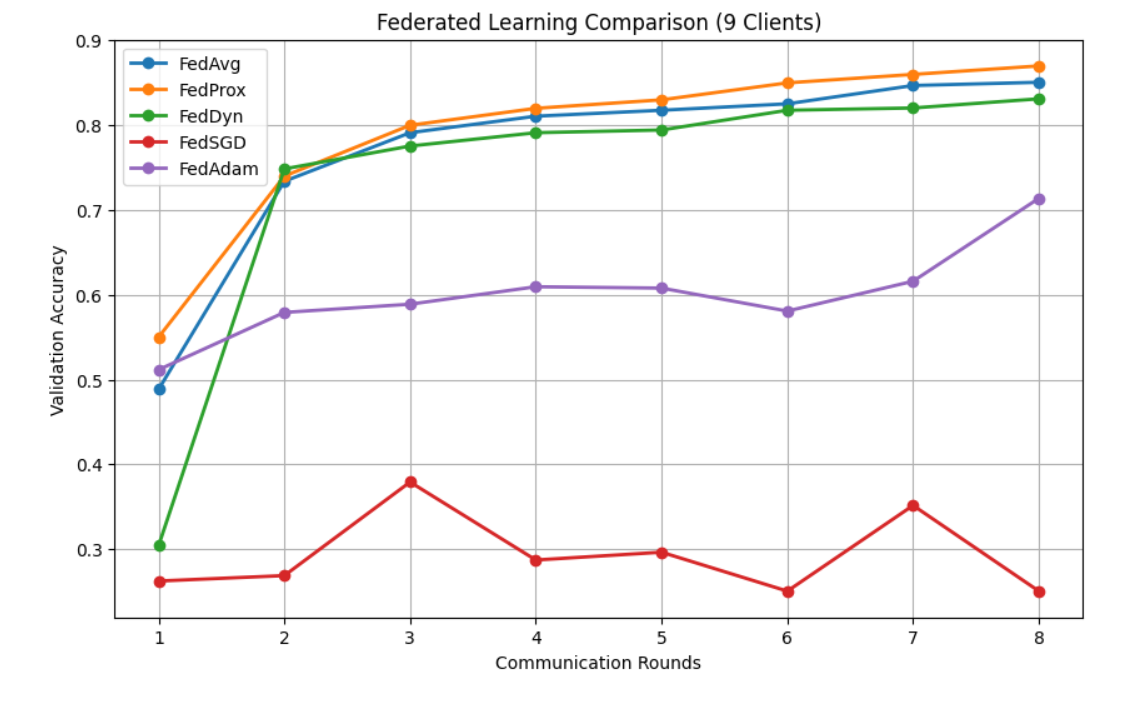 Federated Learning Comparison (9 Clients)
0.9
0.8
0.7
0.6
0.5
0.4
0.3
Validation Accuracy
FedAvg
FedProx
FedDyn
FedSGD
FedAdam
1 2 3 4 5 6 7 8
Communication Rounds